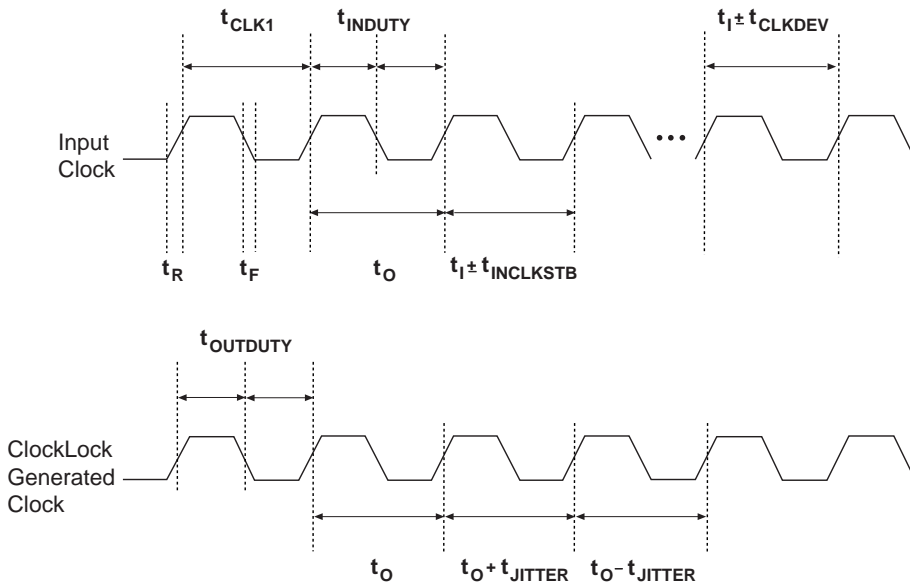 tCLK1 tINDUTY tI ± tCLKDEV
Input
Clock
tR tF tO tI ± tINCLKSTB
tOUTDUTY
ClockLock
Generated
Clock
tO tO + tJITTER tO − tJITTER